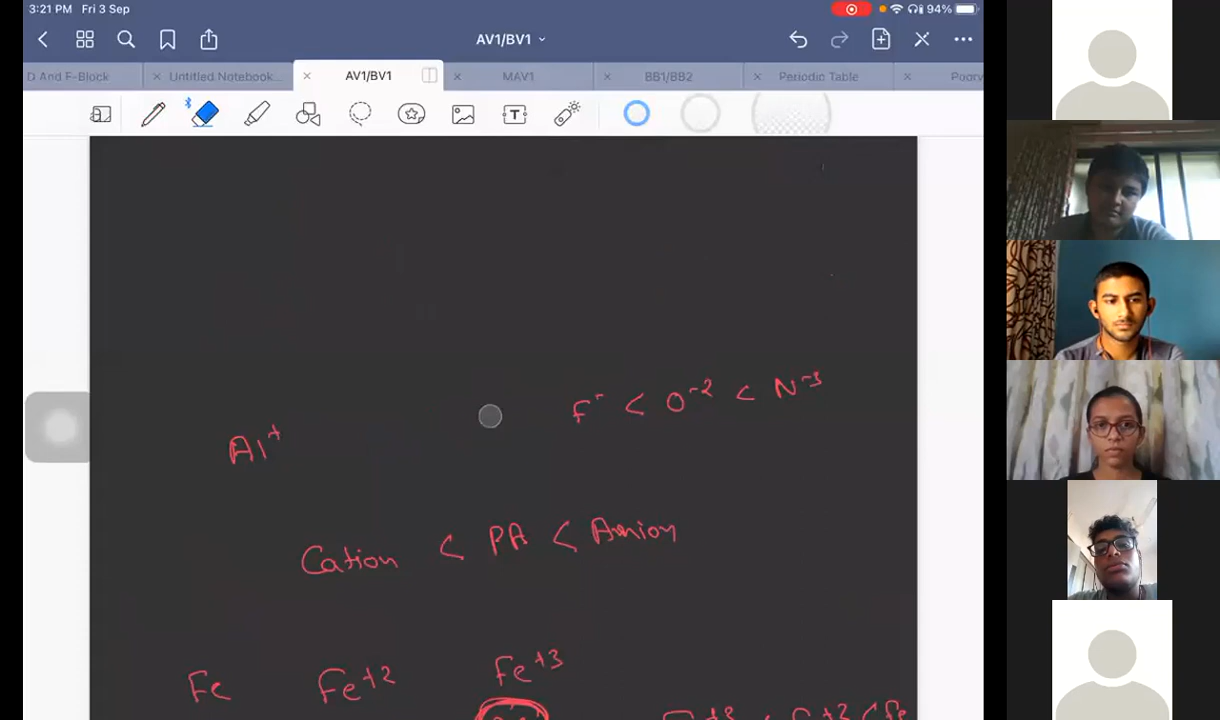 3:21 PM Fri 3 Sep 94%
AV1/BV1
D And F-Block Untitled Notebook... AV1/BV1 MAV1 BB1/BB2 Periodic Table Poorv
F⁻ < O⁻² < N⁻³
Al⁺
Cation < PA < Anion
Fe Fe⁺² Fe⁺³